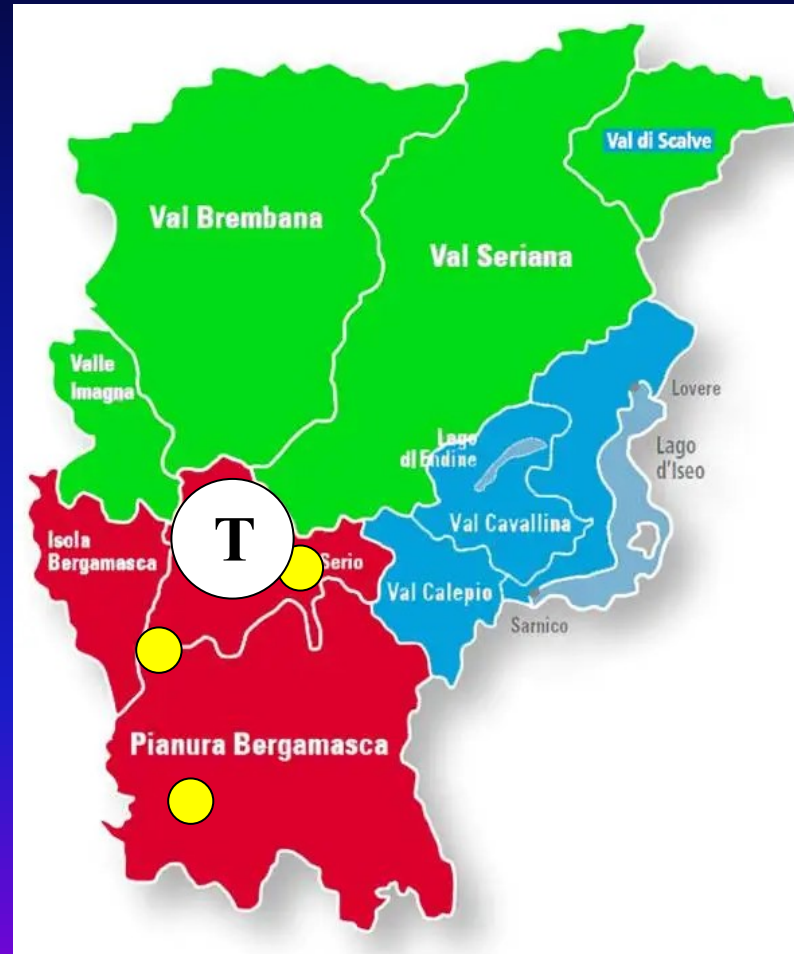 Val di Scalve
Val Brembana
Val Seriana
Valle
Imagna
Lovere
Lago
d'Iseo
Lago
di Endine
Val Cavallina
Isola
Bergamasca
T
Serio
Val Calepio
Sarnico
Pianura Bergamasca